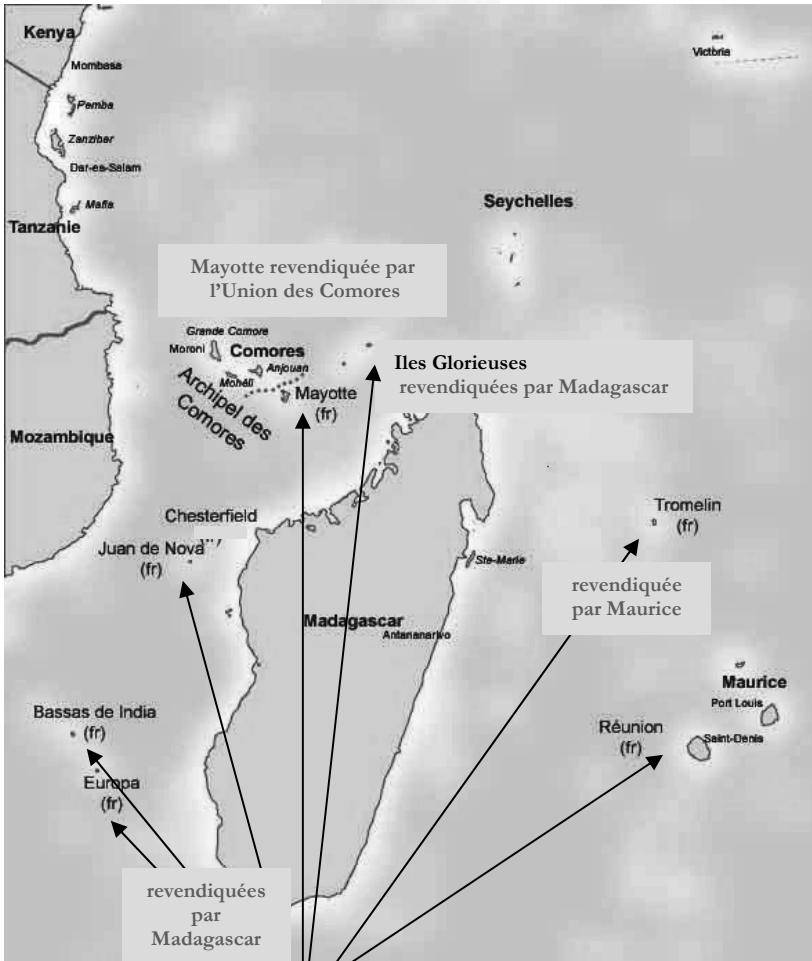 Kenya
Mombasa
Pemba
Zanzibar
Dar-es-Salam
Mafia
Tanzanie
Victoria
Seychelles
Mayotte revendiquée par
l'Union des Comores
Grande Comore
Moroni
Comores
Anjouan
Mohéli
Archipel des
Comores
Mayotte
(fr)
Iles Glorieuses
revendiquées par Madagascar
Mozambique
Chesterfield
Juan de Nova
(fr)
Tromelin
(fr)
Ste-Marie
revendiquée
par Maurice
Madagascar
Antananarivo
Maurice
Port Louis
Bassas de India
(fr)
Réunion
(fr)
Saint-Denis
Europa
(fr)
revendiquées
par
Madagascar